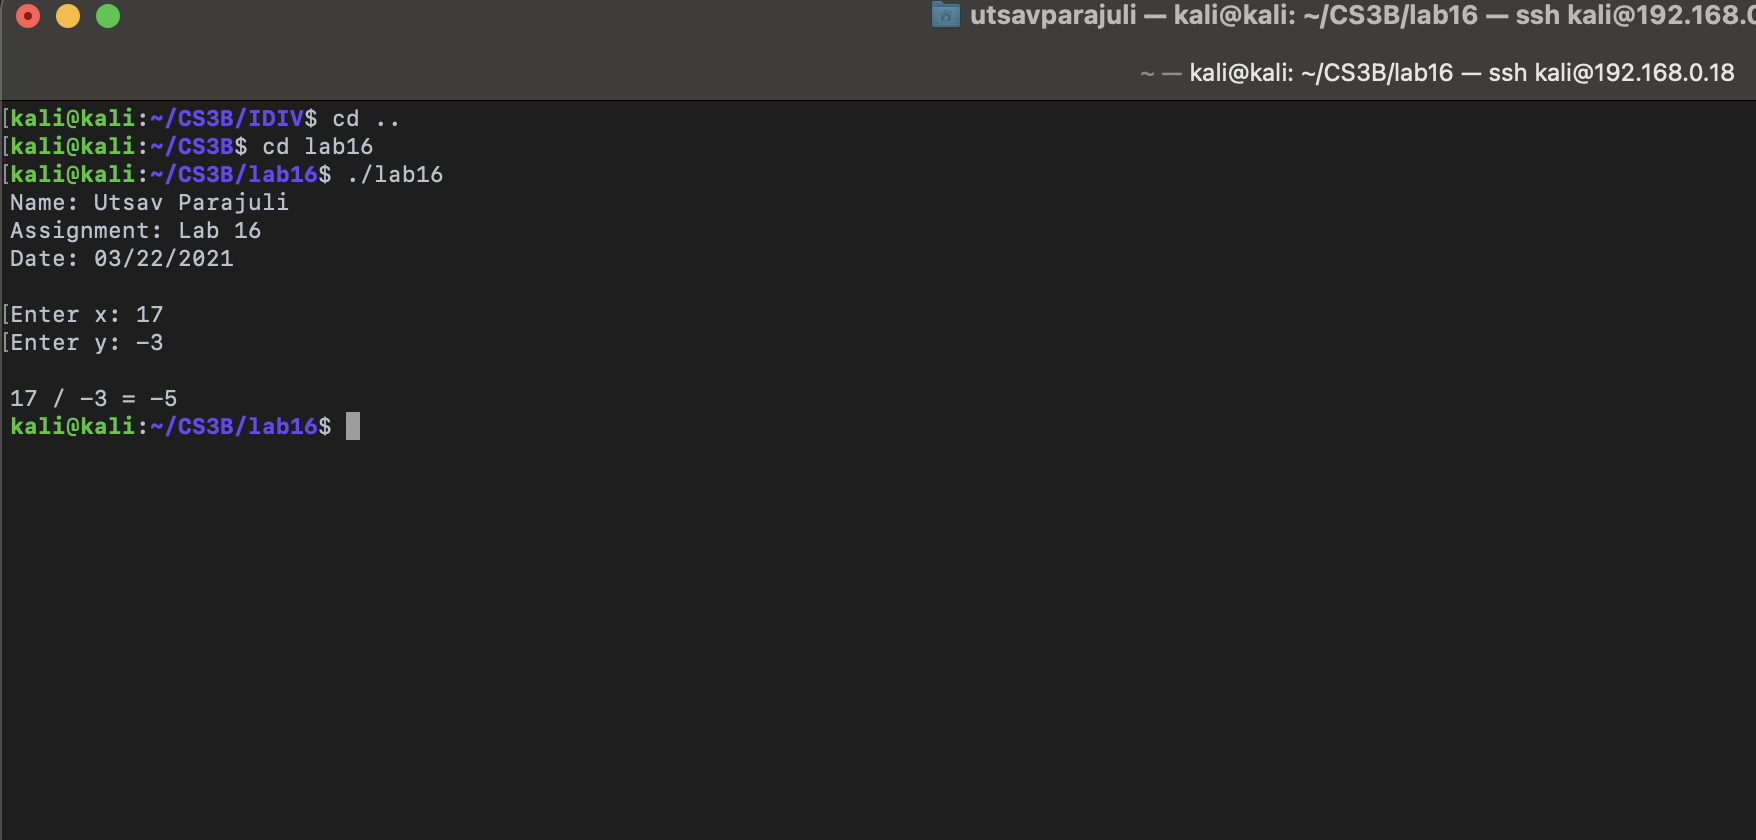 utsavparajuli — kali@kali: ~/CS3B/lab16 — ssh kali@192.168.0
~ — kali@kali: ~/CS3B/lab16 — ssh kali@192.168.0.18
[kali@kali:~/CS3B/IDIV$ cd ..
[kali@kali:~/CS3B$ cd lab16
[kali@kali:~/CS3B/lab16$ ./lab16
Name: Utsav Parajuli
Assignment: Lab 16
Date: 03/22/2021
[Enter x: 17
[Enter y: -3
17 / -3 = -5
kali@kali:~/CS3B/lab16$